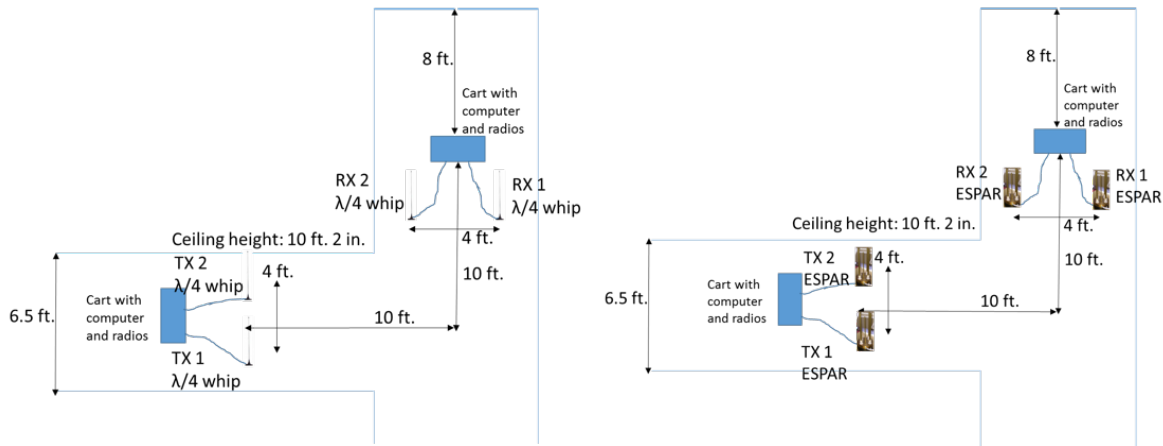 8 ft.
Cart with
computer
and radios
RX 2
λ/4 whip
RX 1
λ/4 whip
4 ft.
Ceiling height: 10 ft. 2 in.
TX 2
λ/4 whip
4 ft.
10 ft.
6.5 ft.
Cart with
computer
and radios
10 ft.
TX 1
λ/4 whip
8 ft.
Cart with
computer
and radios
RX 2
ESPAR
RX 1
ESPAR
4 ft.
Ceiling height: 10 ft. 2 in.
TX 2
ESPAR
4 ft.
10 ft.
6.5 ft.
Cart with
computer
and radios
10 ft.
TX 1
ESPAR